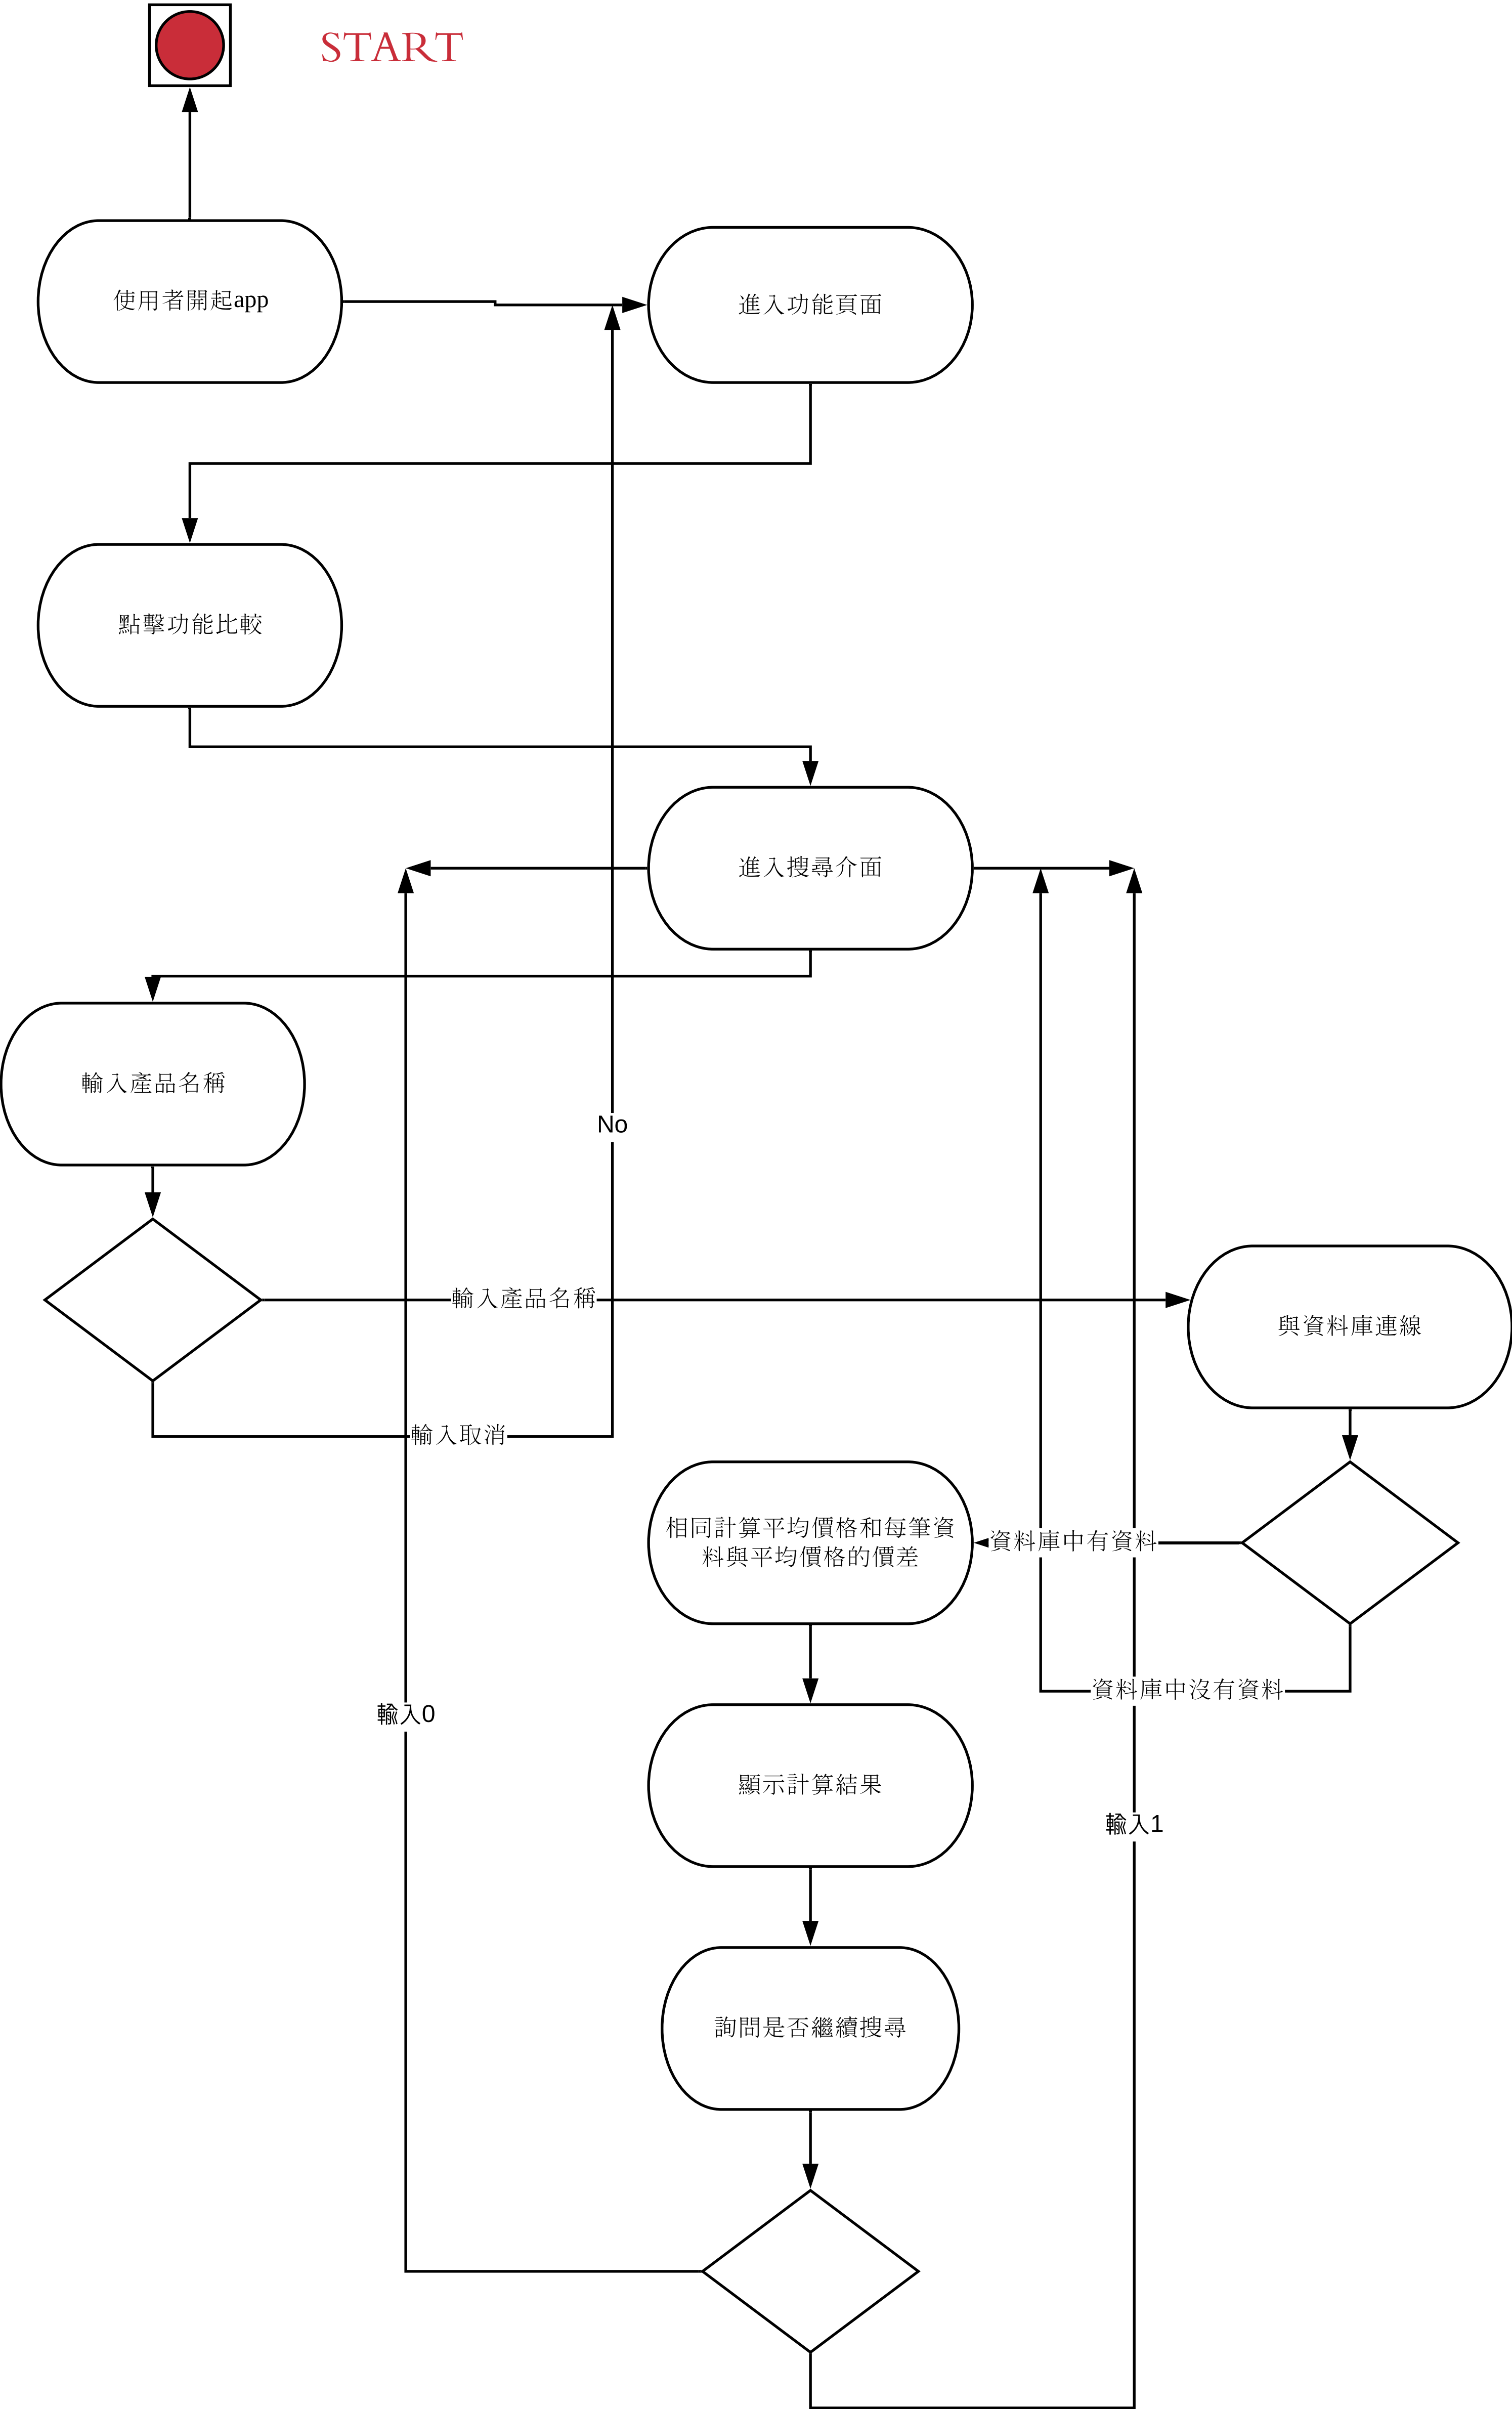 START
使用者開起app
進入功能頁面
點擊功能比較
進入搜尋介面
輸入產品名稱
No
輸入產品名稱
與資料庫連線
輸入取消
相同計算平均價格和每筆資
料與平均價格的價差
資料庫中有資料
資料庫中沒有資料
輸入0
顯示計算結果
輸入1
詢問是否繼續搜尋